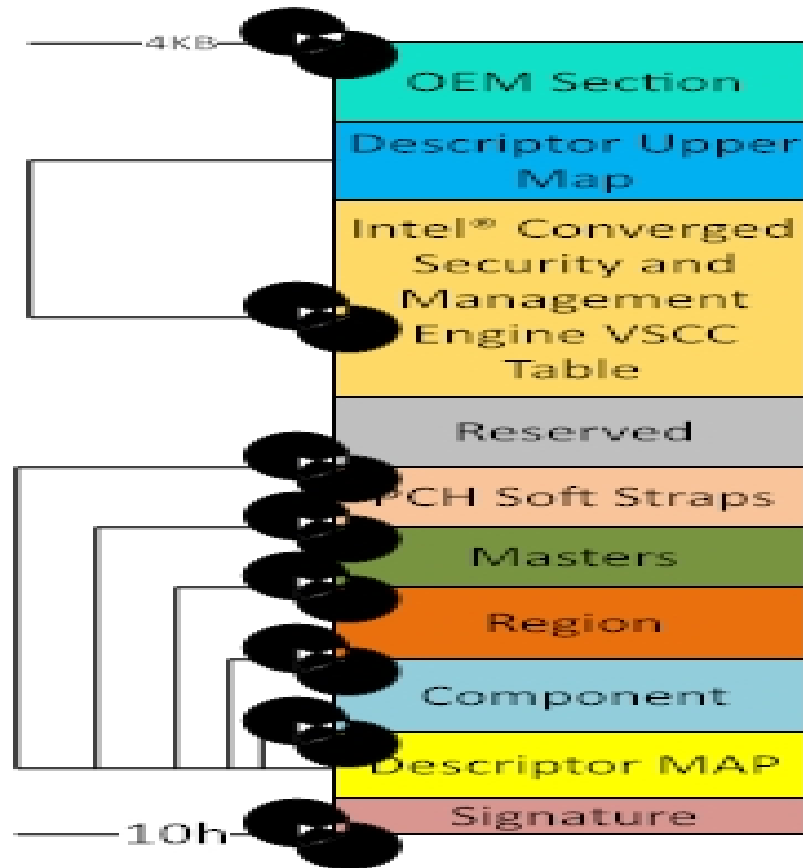 4KB
OEM Section
Descriptor Upper
Map
Intel® Converged
Security and
Management
Engine VSCC
Table
Reserved
PCH Soft Straps
Masters
Region
Component
Descriptor MAP
Signature
10h